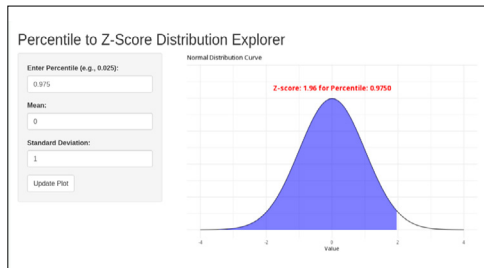 Percentile to Z-Score Distribution Explorer
Enter Percentile (e.g., 0.025):
0.975
Mean:
0
Standard Deviation:
1
Update Plot
Normal Distribution Curve
Z-score: 1.96 for Percentile: 0.9750
-4 -2 0 2 4
Value